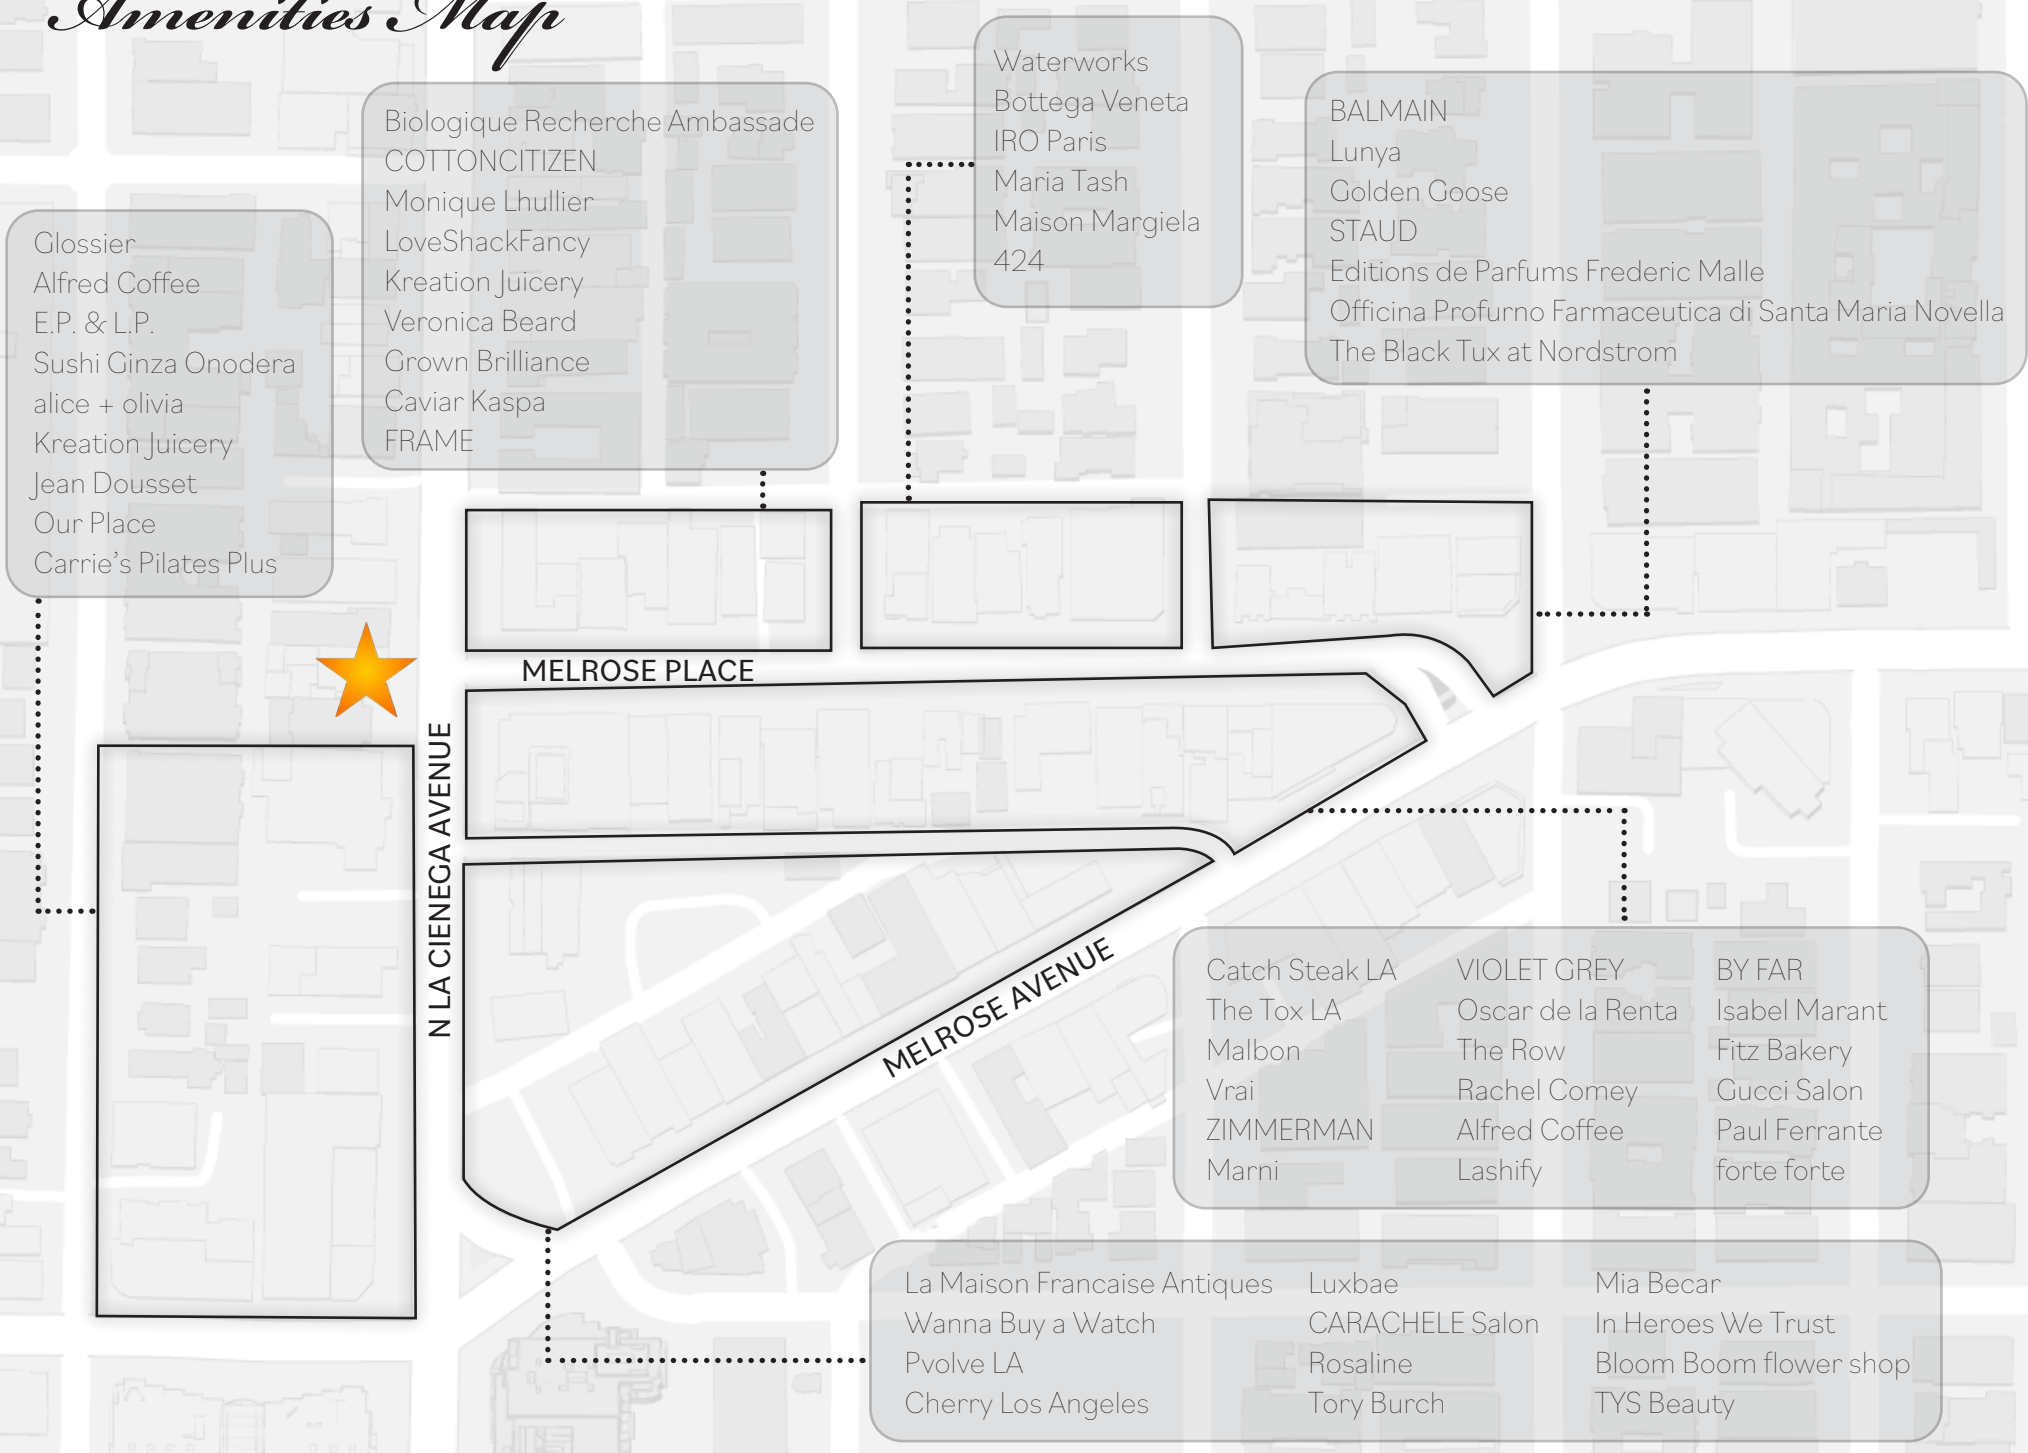 Amenities Map
Waterworks
Bottega Veneta
IRO Paris
Maria Tash
Maison Margiela
424
BALMAIN
Lunya
Golden Goose
STAUD
Editions de Parfums Frederic Malle
Officina Profurno Farmaceutica di Santa Maria Novella
The Black Tux at Nordstrom
Biologique Recherche Ambassade
COTTONCITIZEN
Monique Lhullier
LoveShackFancy
Kreation Juicery
Veronica Beard
Grown Brilliance
Caviar Kaspa
FRAME
Glossier
Alfred Coffee
E.P. & L.P.
Sushi Ginza Onodera
alice + olivia
Kreation Juicery
Jean Dousset
Our Place
Carrie's Pilates Plus
MELROSE PLACE
N LA CIENEGA AVENUE
MELROSE AVENUE
Catch Steak LA
The Tox LA
Malbon
Vrai
ZIMMERMAN
Marni
VIOLET GREY
Oscar de la Renta
The Row
Rachel Comey
Alfred Coffee
Lashify
BY FAR
Isabel Marant
Fitz Bakery
Gucci Salon
Paul Ferrante
forte forte
La Maison Francaise Antiques
Wanna Buy a Watch
Pvolve LA
Cherry Los Angeles
Luxbae
CARACHELE Salon
Rosaline
Tory Burch
Mia Becar
In Heroes We Trust
Bloom Boom flower shop
TYS Beauty